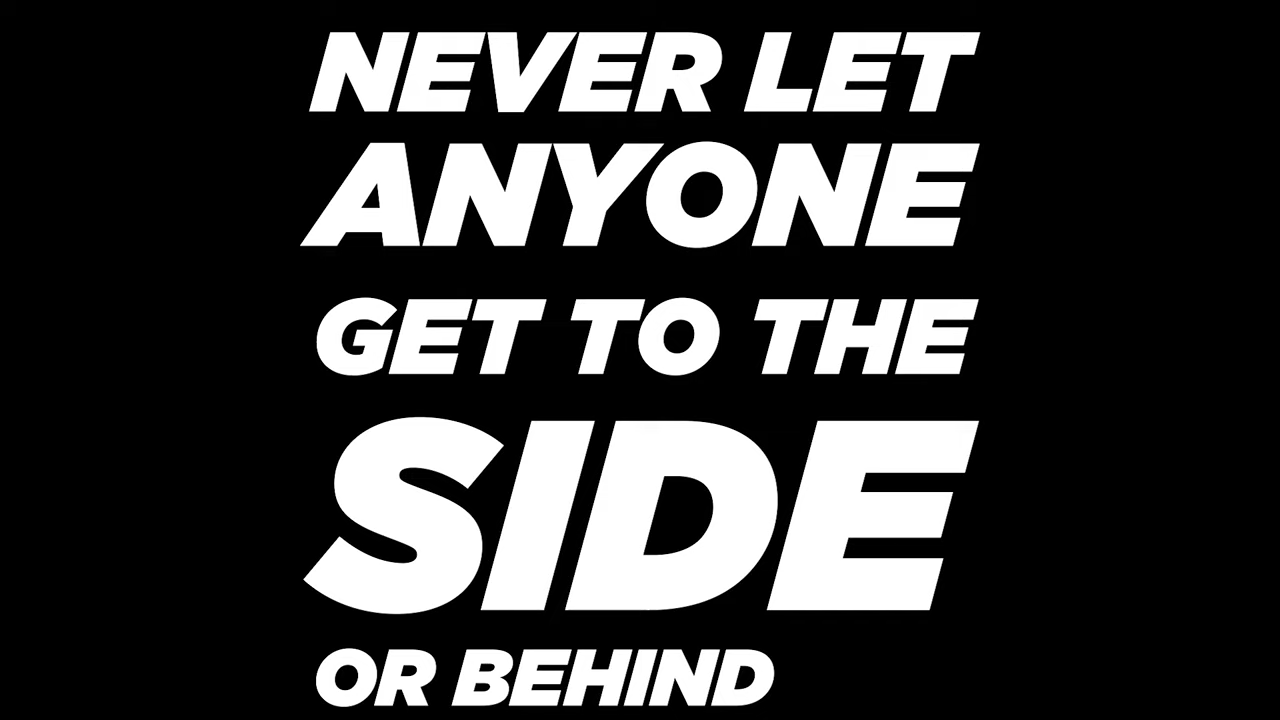 NEVER LET
ANYONE
GET TO THE
SIDE
OR BEHIND